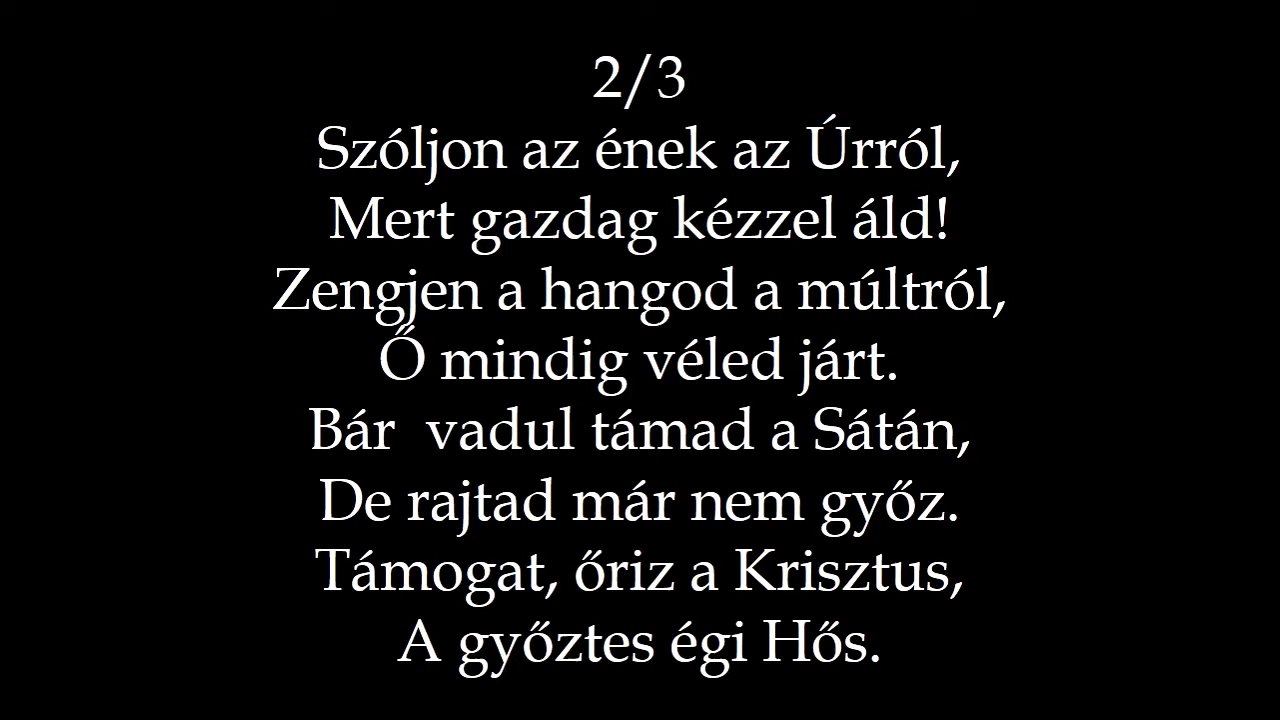 2/3
Szóljon az ének az Úrról,
Mert gazdag kézzel áld!
Zengjen a hangod a múltról,
Ő mindig véled járt.
Bár  vadul támad a Sátán,
De rajtad már nem győz.
Támogat, őriz a Krisztus,
A győztes égi Hős.